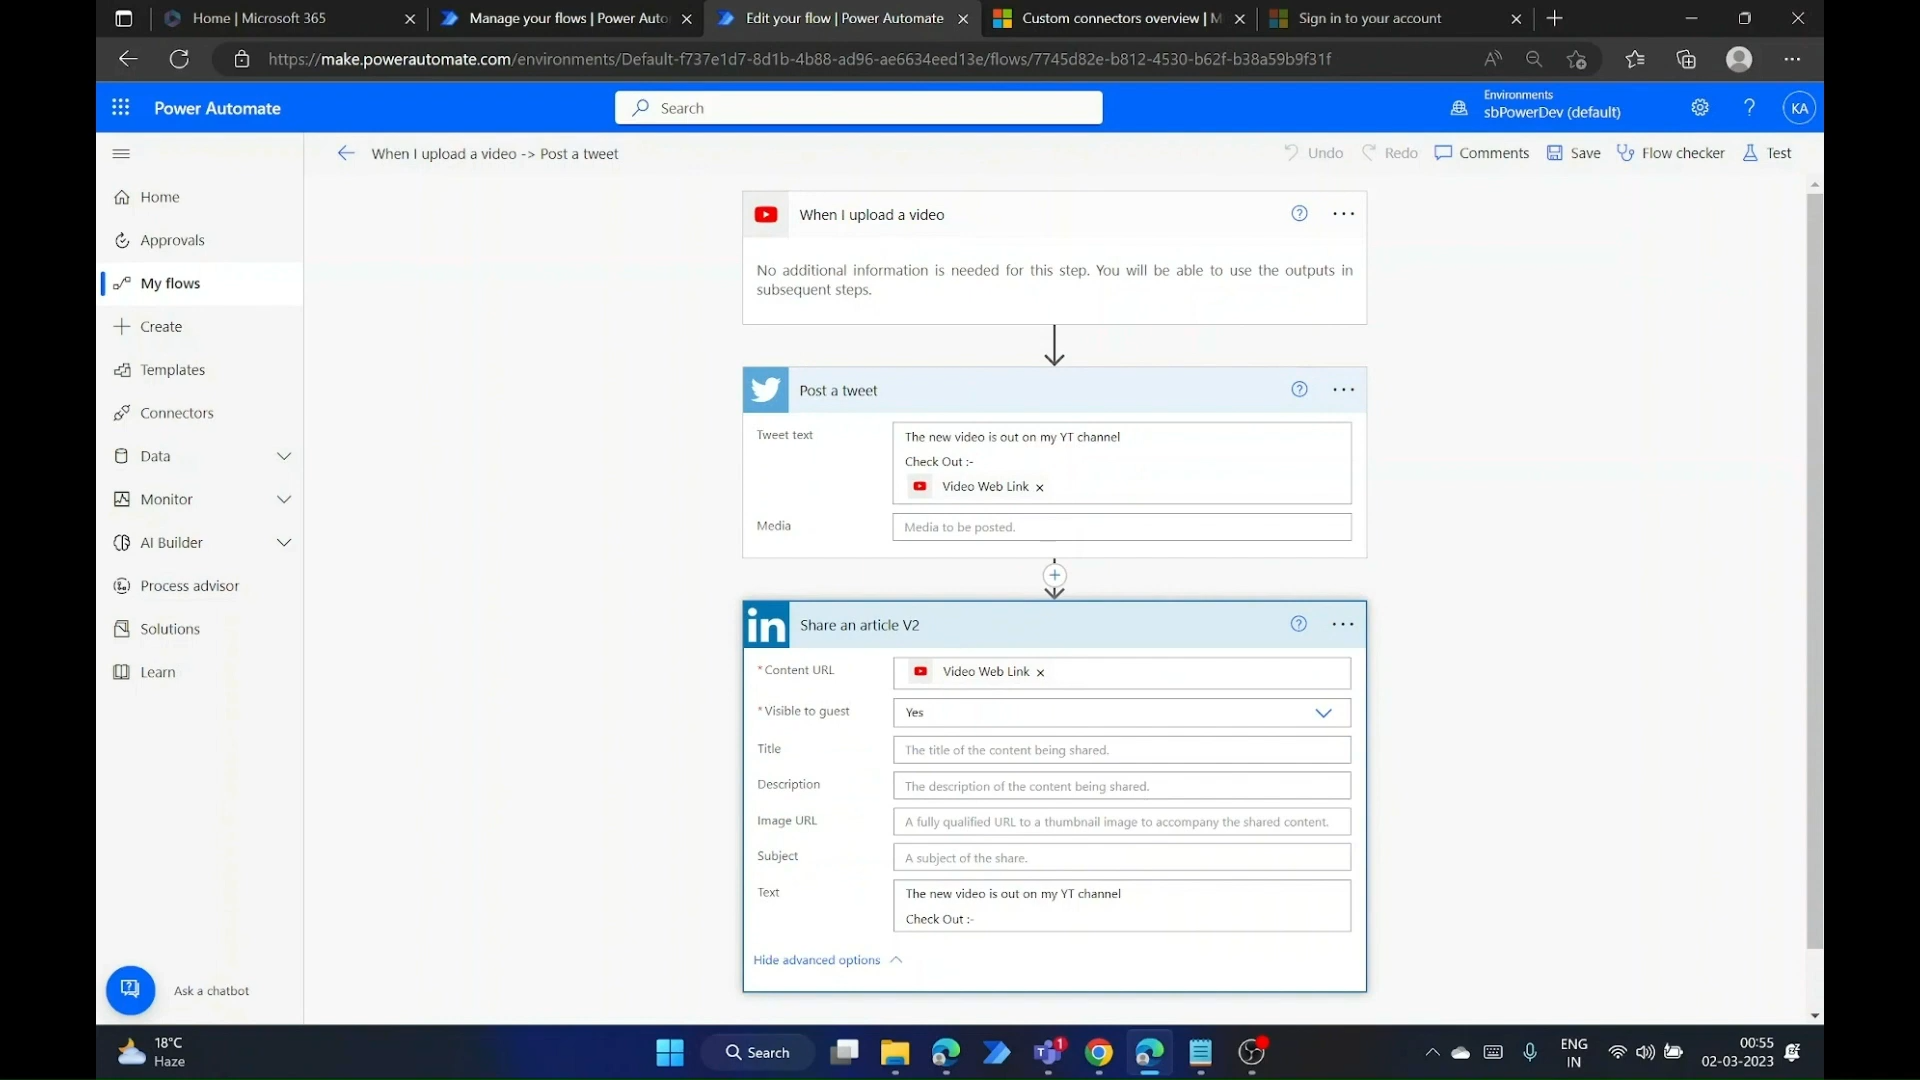 Home | Microsoft 365
Manage your flows | Power Auto
Edit your flow | Power Automate
Custom connectors overview | M
Sign in to your account
https://make.powerautomate.com/environments/Default-f737e1d7-8d1b-4b88-ad96-ae6634eed13e/flows/7745d82e-b812-4530-b62f-b38a59b9f31f
Power Automate
Search
Environments
sbPowerDev (default)
KA
When I upload a video -> Post a tweet
Undo
Redo
Comments
Save
Flow checker
Test
Home
Approvals
My flows
Create
Templates
Connectors
Data
Monitor
AI Builder
Process advisor
Solutions
Learn
Ask a chatbot
When I upload a video
No additional information is needed for this step. You will be able to use the outputs in
subsequent steps.
Post a tweet
Tweet text
The new video is out on my YT channel
Check Out :-
Video Web Link ×
Media
Media to be posted.
in
Share an article V2
*Content URL
Video Web Link ×
*Visible to guest
Yes
Title
The title of the content being shared.
Description
The description of the content being shared.
Image URL
A fully qualified URL to a thumbnail image to accompany the shared content.
Subject
A subject of the share.
Text
The new video is out on my YT channel
Check Out :-
Hide advanced options
18°C
Haze
Search
1
ENG
IN
00:55
02-03-2023